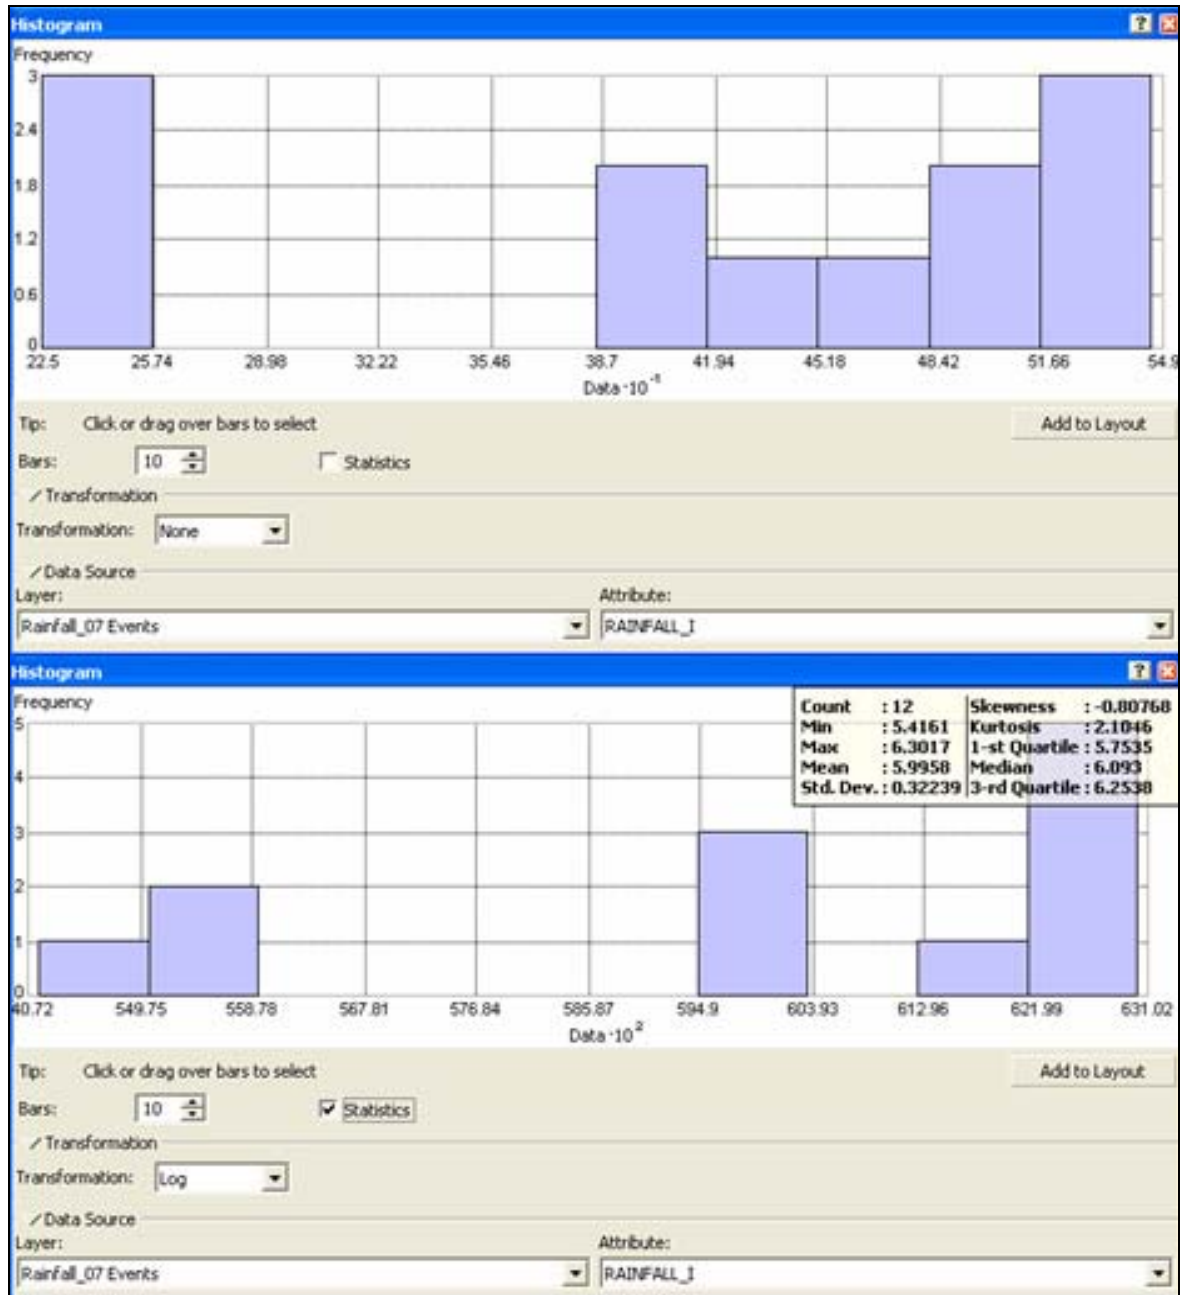 Histogram
Frequency
3
2.4
1.8
1.2
0.6
0
22.5 25.74 28.98 32.22 35.46 38.7 41.94 45.18 48.42 51.66 54.9
Data ·10⁻¹
Tip: Click or drag over bars to select Add to Layout
Bars: 10 Statistics
Transformation
Transformation: None
Data Source
Layer: Attribute:
Rainfall_07 Events RAINFALL_I
Histogram
Frequency
5
4
3
2
1
0
40.72 549.75 558.78 567.81 576.84 585.87 594.9 603.93 612.96 621.99 631.02
Data ·10²
Count : 12 Skewness : -0.80768
Min : 5.4161 Kurtosis : 2.1046
Max : 6.3017 1-st Quartile : 5.7535
Mean : 5.9958 Median : 6.093
Std. Dev. : 0.32239 3-rd Quartile : 6.2538
Tip: Click or drag over bars to select Add to Layout
Bars: 10 Statistics
Transformation
Transformation: Log
Data Source
Layer: Attribute:
Rainfall_07 Events RAINFALL_I